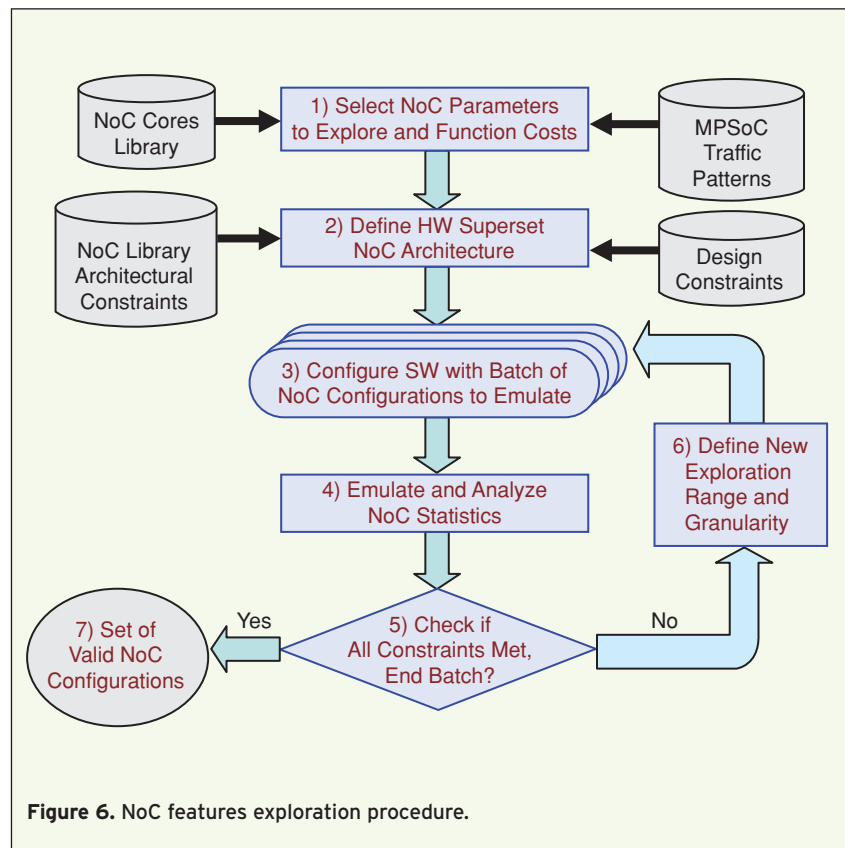 NoC Cores
Library
1) Select NoC Parameters
to Explore and Function Costs
MPSoC
Traffic
Patterns
NoC Library
Architectural
Constraints
2) Define HW Superset
NoC Architecture
Design
Constraints
3) Configure SW with Batch of
NoC Configurations to Emulate
6) Define New
Exploration
Range and
Granularity
4) Emulate and Analyze
NoC Statistics
7) Set of
Valid NoC
Configurations
Yes
5) Check if
All Constraints Met,
End Batch?
No
Figure 6. NoC features exploration procedure.